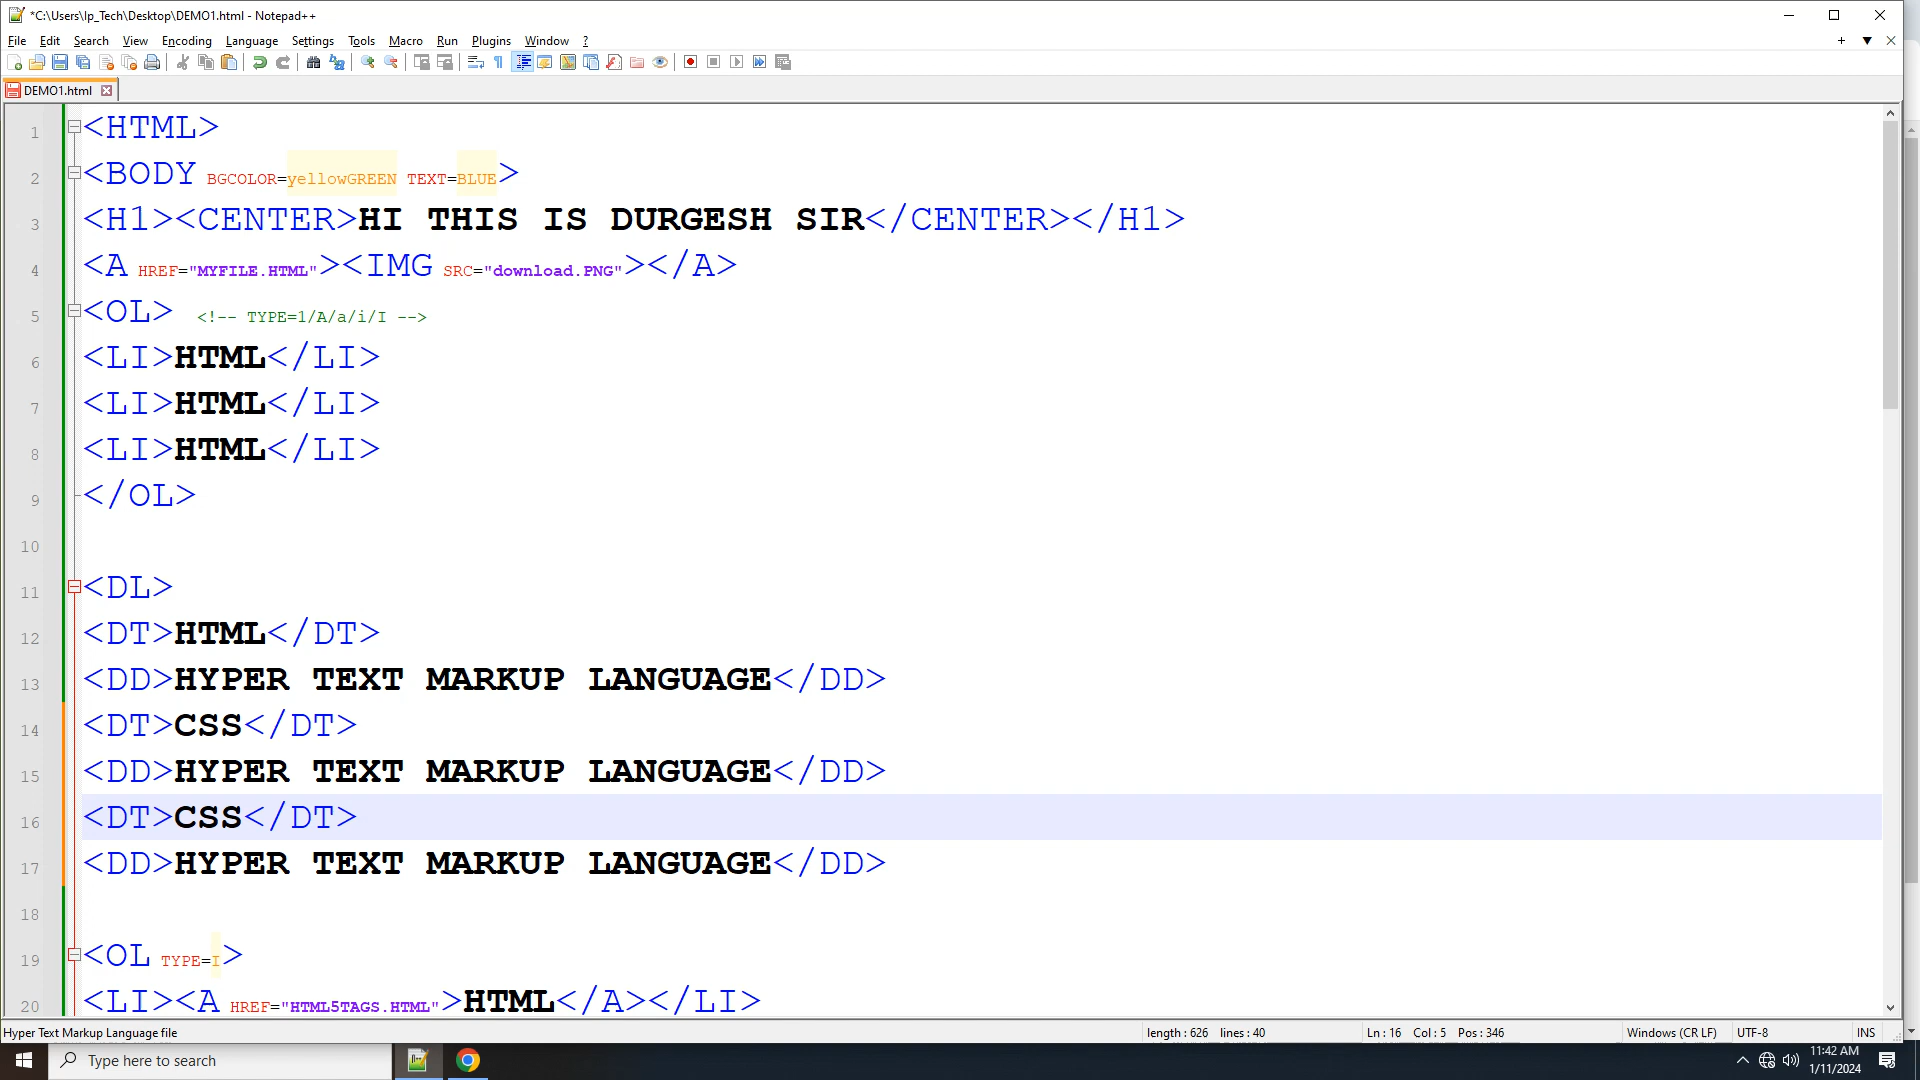 *C:\Users\Ip_Tech\Desktop\DEMO1.html - Notepad++
File Edit Search View Encoding Language Settings Tools Macro Run Plugins Window ?
DEMO1.html
1 <HTML>
2 <BODY BGCOLOR=yellowGREEN TEXT=BLUE>
3 <H1><CENTER>HI THIS IS DURGESH SIR</CENTER></H1>
4 <A HREF="MYFILE.HTML"><IMG SRC="download.PNG"></A>
5 <OL> <!-- TYPE=1/A/a/i/I -->
6 <LI>HTML</LI>
7 <LI>HTML</LI>
8 <LI>HTML</LI>
9 </OL>
10
11 <DL>
12 <DT>HTML</DT>
13 <DD>HYPER TEXT MARKUP LANGUAGE</DD>
14 <DT>CSS</DT>
15 <DD>HYPER TEXT MARKUP LANGUAGE</DD>
16 <DT>CSS</DT>
17 <DD>HYPER TEXT MARKUP LANGUAGE</DD>
18
19 <OL TYPE=I>
20 <LI><A HREF="HTML5TAGS.HTML">HTML</A></LI>
Hyper Text Markup Language file length : 626 lines : 40 Ln : 16 Col : 5 Pos : 346 Windows (CR LF) UTF-8 INS
Type here to search
11:42 AM
1/11/2024